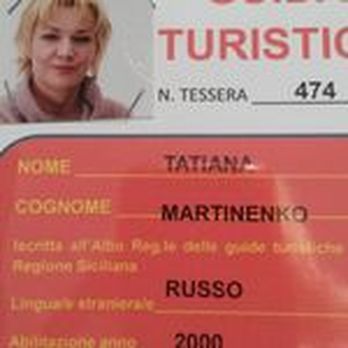 TURISTIC
N. TESSERA 474
NOME TATIANA
COGNOME MARTINENKO
Iscritta all'Albo Reg.le delle guide turistiche
Regione Siciliana
Lingua/e straniera/e RUSSO
Abilitazione anno 2000